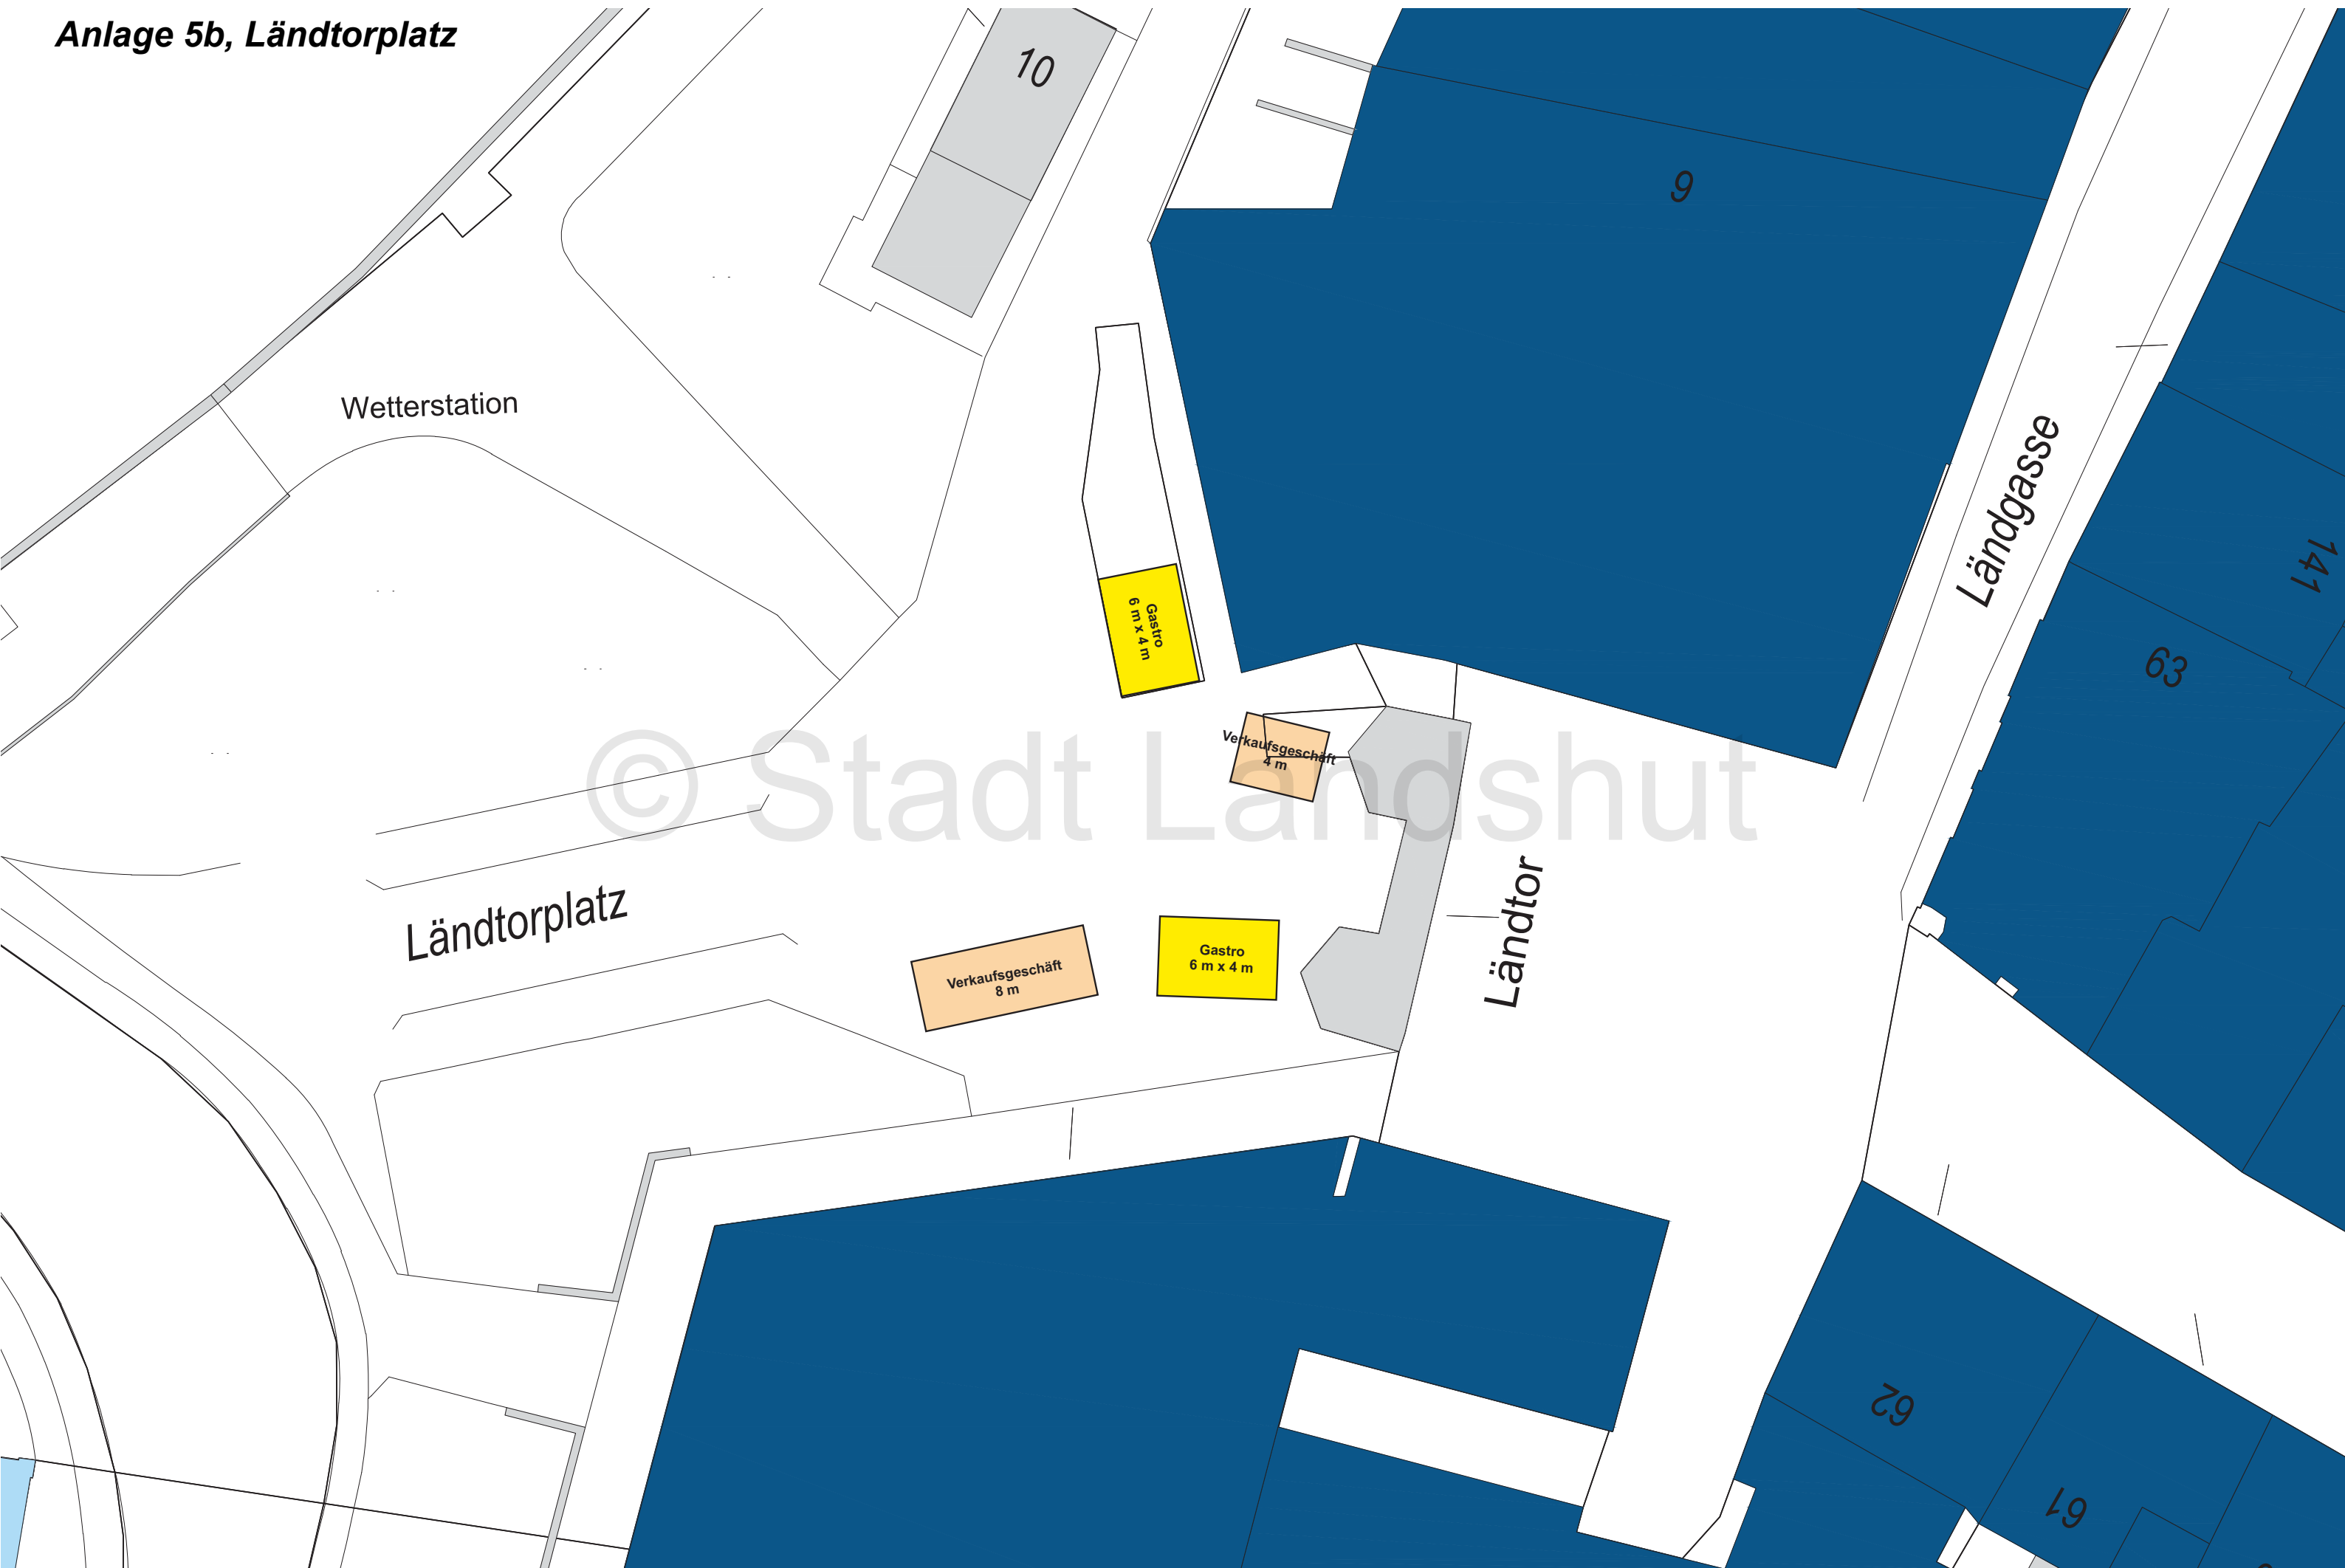 Anlage 5b, Ländtorplatz
10
9
Wetterstation
Ländgasse
141
63
Gastro
6 m x 4 m
Verkaufsgeschäft
4 m
© Stadt Landshut
Ländtorplatz
Ländtor
Verkaufsgeschäft
8 m
Gastro
6 m x 4 m
62
61